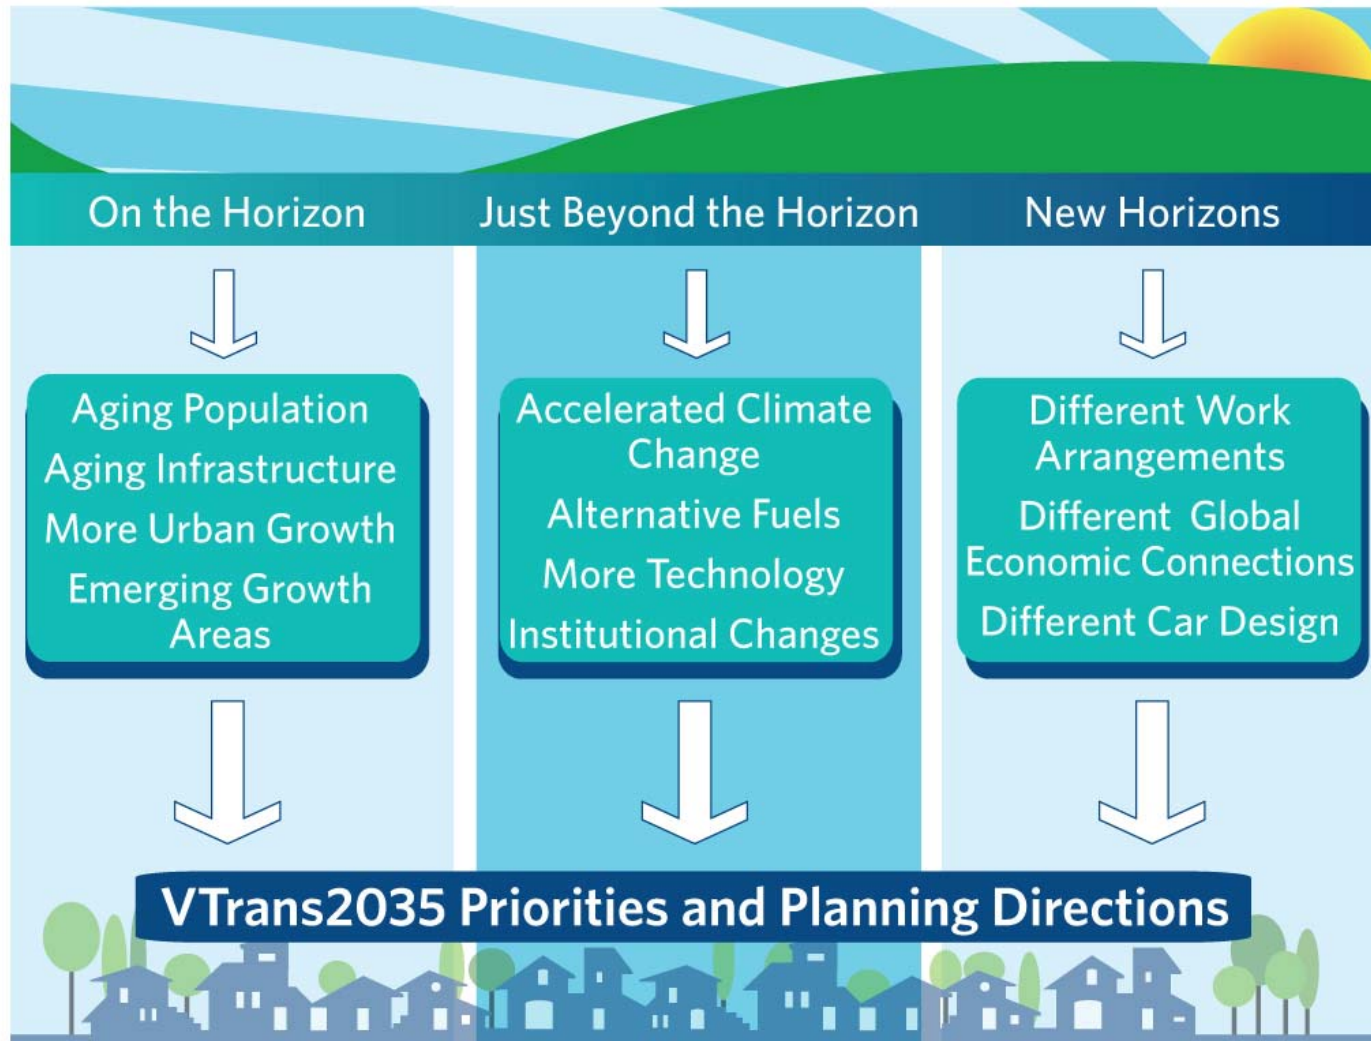 On the Horizon
Just Beyond the Horizon
New Horizons
Aging Population
Aging Infrastructure
More Urban Growth
Emerging Growth
Areas
Accelerated Climate
Change
Alternative Fuels
More Technology
Institutional Changes
Different Work
Arrangements
Different Global
Economic Connections
Different Car Design
VTrans2035 Priorities and Planning Directions